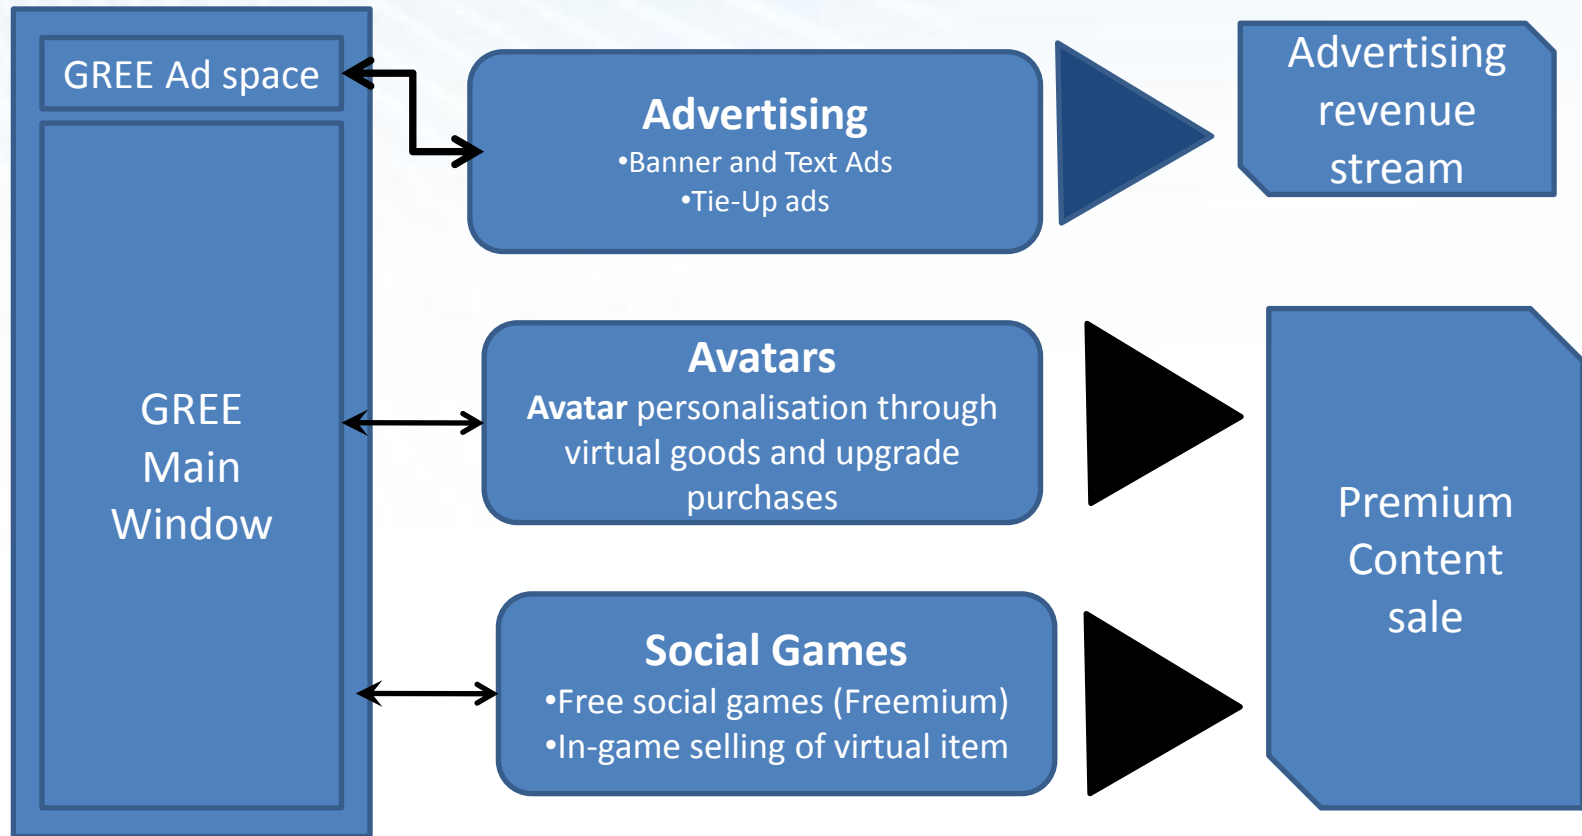 GREE Ad space
GREE
Main
Window
Advertising
•Banner and Text Ads
•Tie-Up ads
Avatars
Avatar personalisation through
virtual goods and upgrade
purchases
Social Games
•Free social games (Freemium)
•In-game selling of virtual item
Advertising
revenue
stream
Premium
Content
sale